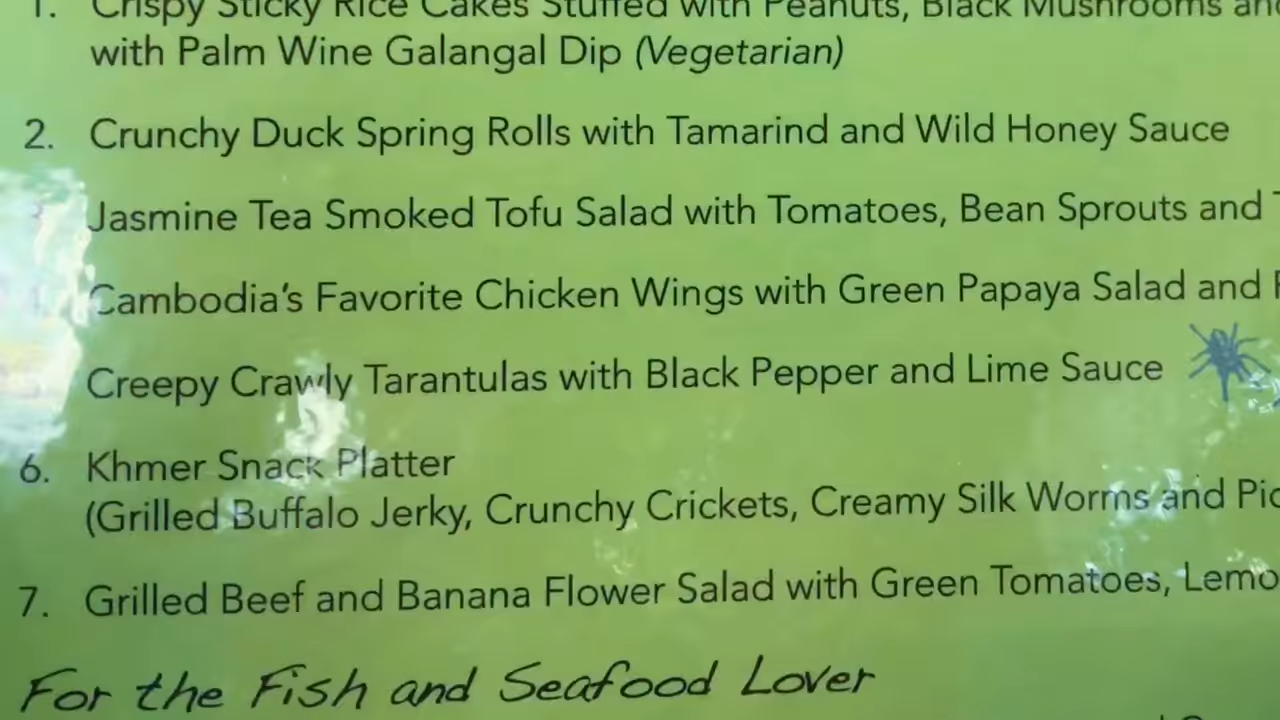 1. Crispy Sticky Rice Cakes Stuffed with Peanuts, Black Mushrooms and
with Palm Wine Galangal Dip (Vegetarian)
2. Crunchy Duck Spring Rolls with Tamarind and Wild Honey Sauce
Jasmine Tea Smoked Tofu Salad with Tomatoes, Bean Sprouts and
Cambodia's Favorite Chicken Wings with Green Papaya Salad and
Creepy Crawly Tarantulas with Black Pepper and Lime Sauce
6. Khmer Snack Platter
(Grilled Buffalo Jerky, Crunchy Crickets, Creamy Silk Worms and
7. Grilled Beef and Banana Flower Salad with Green Tomatoes,
For the Fish and Seafood Lover